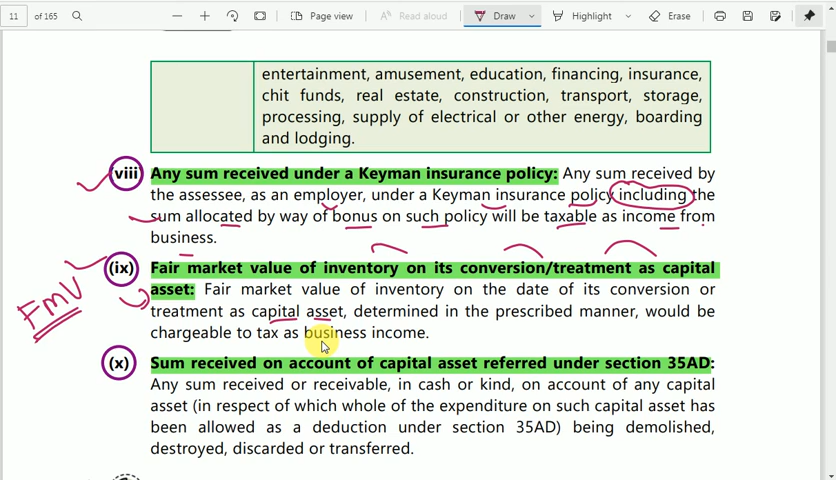 11 of 165 Page view Read aloud Draw Highlight Erase
entertainment, amusement, education, financing, insurance,
chit funds, real estate, construction, transport, storage,
processing, supply of electrical or other energy, boarding
and lodging.
(viii) Any sum received under a Keyman insurance policy: Any sum received by
the assessee, as an employer, under a Keyman insurance policy including the
sum allocated by way of bonus on such policy will be taxable as income from
business.
(ix) Fair market value of inventory on its conversion/treatment as capital
asset: Fair market value of inventory on the date of its conversion or
FMV
treatment as capital asset, determined in the prescribed manner, would be
chargeable to tax as business income.
(x) Sum received on account of capital asset referred under section 35AD:
Any sum received or receivable, in cash or kind, on account of any capital
asset (in respect of which whole of the expenditure on such capital asset has
been allowed as a deduction under section 35AD) being demolished,
destroyed, discarded or transferred.